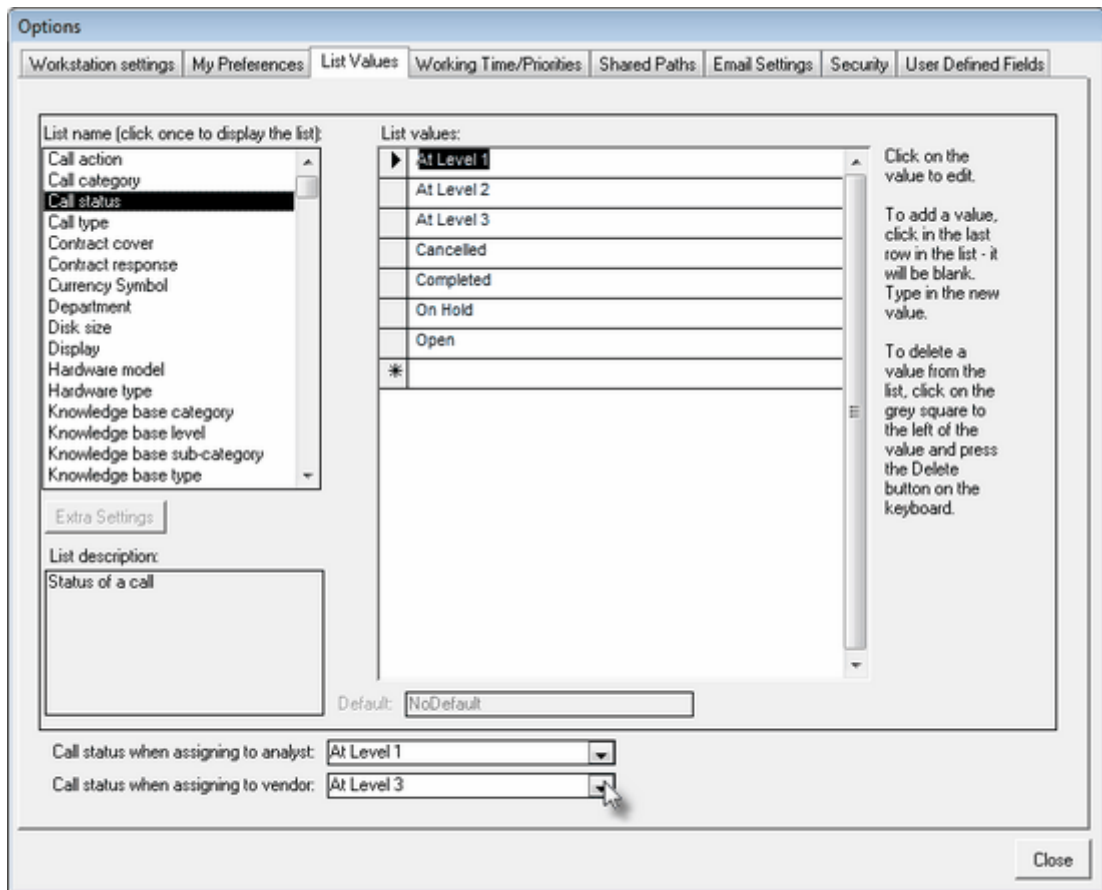 Options
Workstation settings My Preferences List Values Working Time/Priorities Shared Paths Email Settings Security User Defined Fields
List name (click once to display the list):
Call action
Call category
Call status
Call type
Contract cover
Contract response
Currency Symbol
Department
Disk size
Display
Hardware model
Hardware type
Knowledge base category
Knowledge base level
Knowledge base sub-category
Knowledge base type
Extra Settings
List description:
Status of a call
List values:
At Level 1
At Level 2
At Level 3
Cancelled
Completed
On Hold
Open
Default: NoDefault
Click on the
value to edit.
To add a value,
click in the last
row in the list - it
will be blank.
Type in the new
value.
To delete a
value from the
list, click on the
grey square to
the left of the
value and press
the Delete
button on the
keyboard.
Call status when assigning to analyst: At Level 1
Call status when assigning to vendor: At Level 3
Close